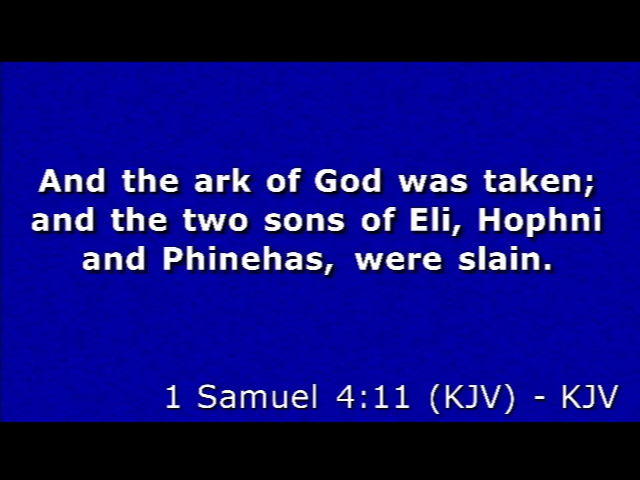 And the ark of God was taken;
and the two sons of Eli, Hophni
and Phinehas, were slain.
1 Samuel 4:11 (KJV) - KJV